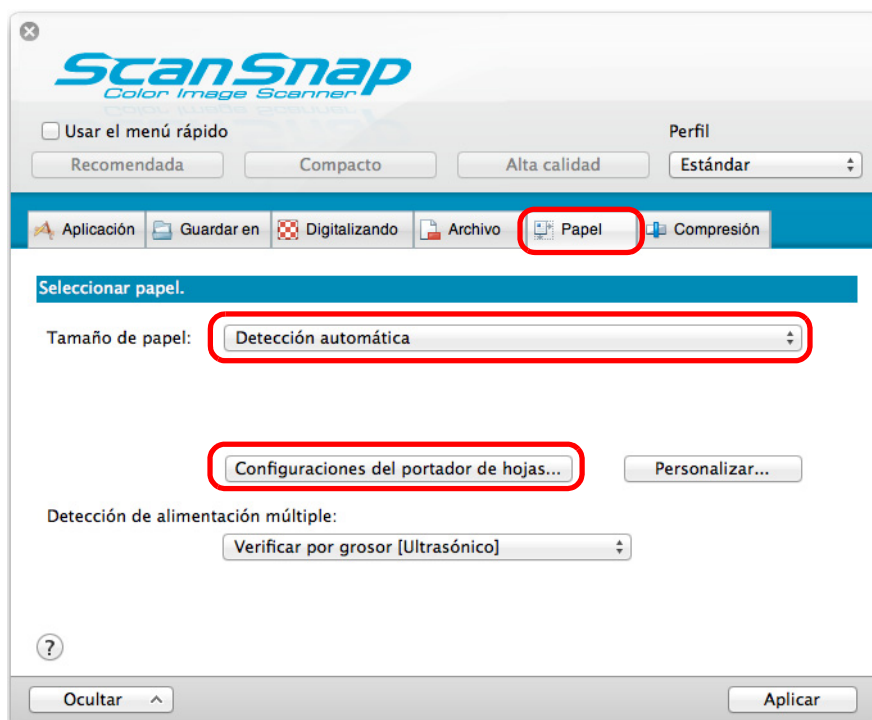 ScanSnap
Color Image Scanner
Usar el menú rápido
Perfil
Recomendada Compacto Alta calidad Estándar
Aplicación Guardar en Digitalizando Archivo Papel Compresión
Seleccionar papel.
Tamaño de papel: Detección automática
Configuraciones del portador de hojas... Personalizar...
Detección de alimentación múltiple:
Verificar por grosor [Ultrasónico]
?
Ocultar Aplicar